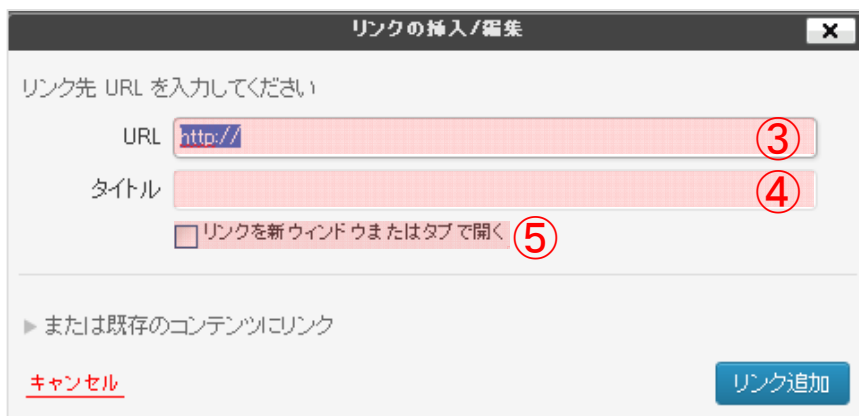 リンクの挿入/編集
×
リンク先 URL を入力してください
URL http:// ③
タイトル ④
リンクを新ウィンドウまたはタブで開く ⑤
▶ または既存のコンテンツにリンク
キャンセル リンク追加